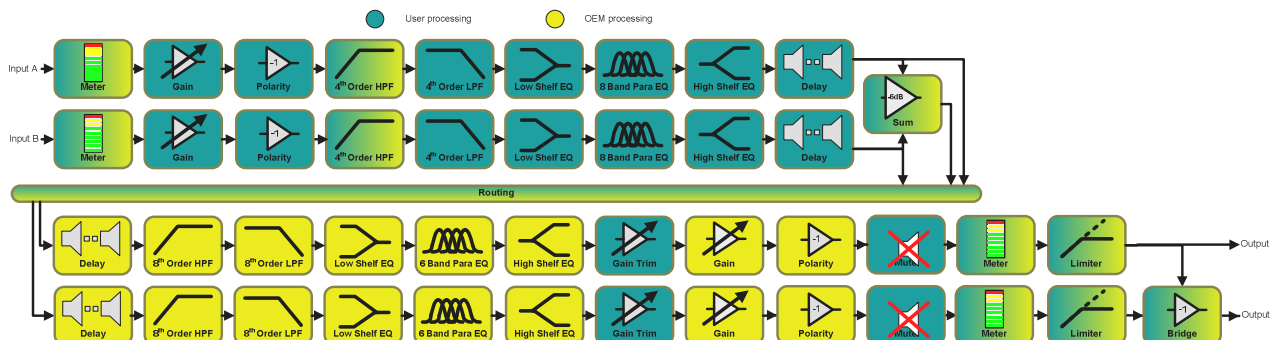 User processing OEM processing
Input A Meter Gain Polarity 4th Order HPF 4th Order LPF Low Shelf EQ 8 Band Para EQ High Shelf EQ Delay
-6dB
Sum
-1
Input B Meter Gain Polarity 4th Order HPF 4th Order LPF Low Shelf EQ 8 Band Para EQ High Shelf EQ Delay
-1
Routing
Delay 8th Order HPF 8th Order LPF Low Shelf EQ 6 Band Para EQ High Shelf EQ Gain Trim Gain Polarity Mute Meter Limiter Output
-1
Delay 8th Order HPF 8th Order LPF Low Shelf EQ 6 Band Para EQ High Shelf EQ Gain Trim Gain Polarity Mute Meter Limiter Bridge Output
-1 -1